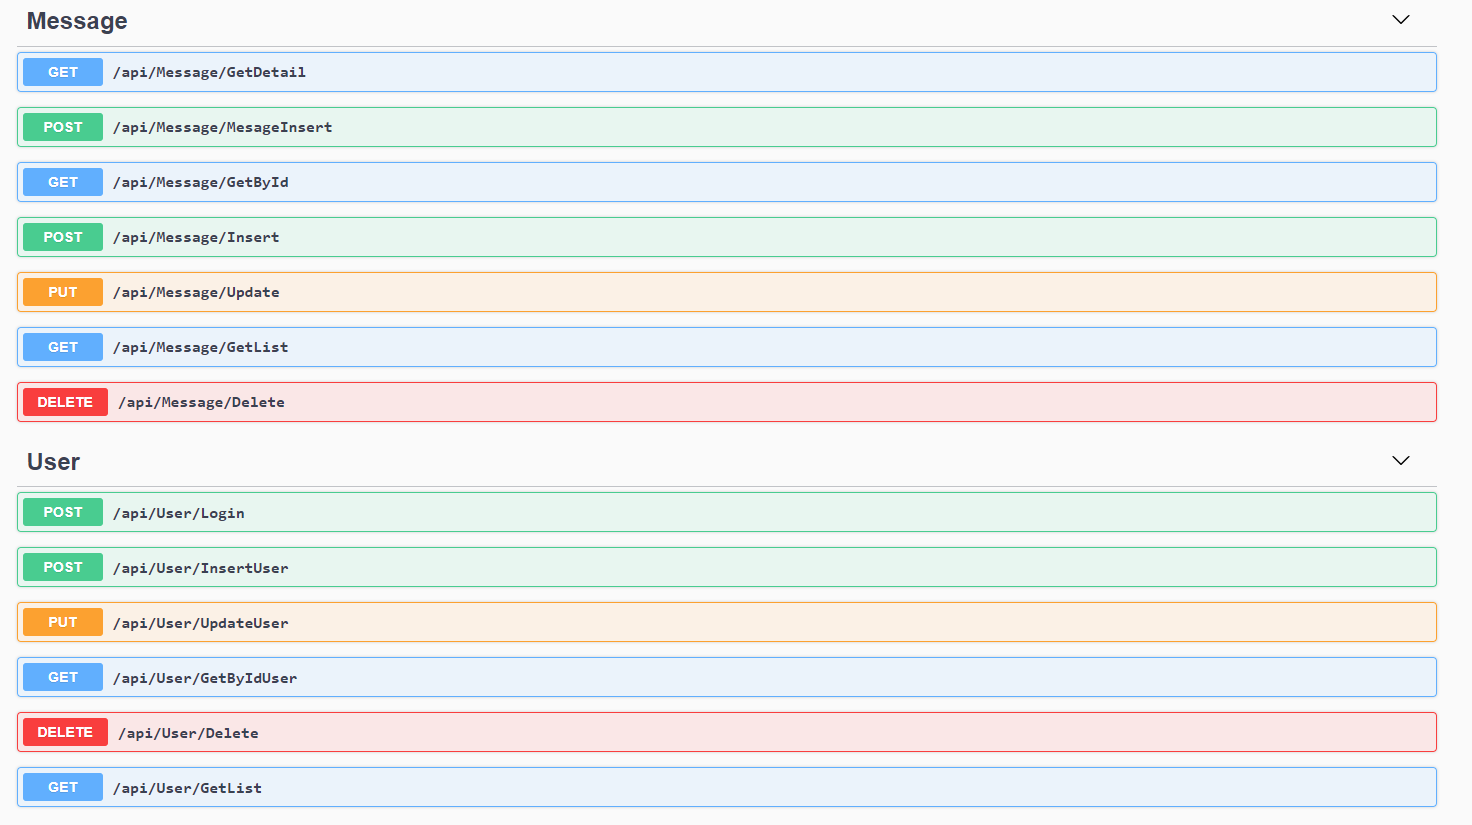 Message
GET /api/Message/GetDetail
POST /api/Message/MesageInsert
GET /api/Message/GetById
POST /api/Message/Insert
PUT /api/Message/Update
GET /api/Message/GetList
DELETE /api/Message/Delete
User
POST /api/User/Login
POST /api/User/InsertUser
PUT /api/User/UpdateUser
GET /api/User/GetByIdUser
DELETE /api/User/Delete
GET /api/User/GetList